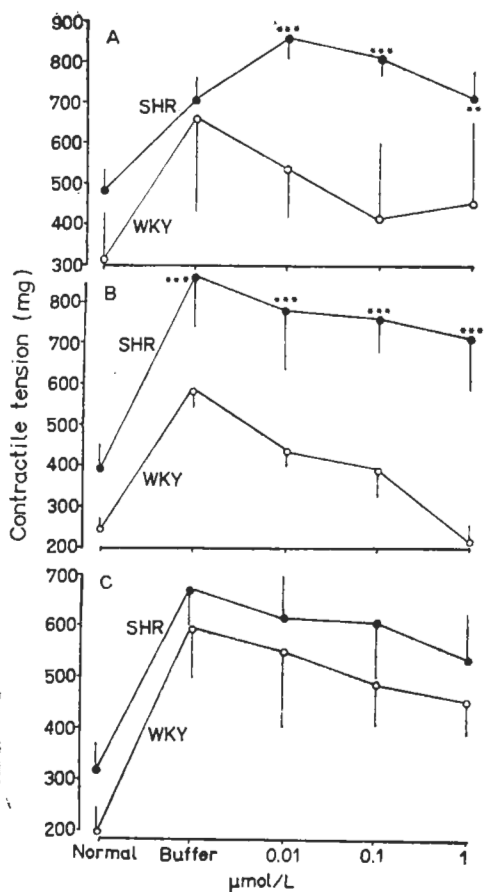 Contractile tension (mg)
A
900
800
700
600
500
400
300
SHR
WKY
***
***
**
B
800
700
600
500
400
300
200
SHR
WKY
***
***
***
***
C
700
600
500
400
300
200
SHR
WKY
Normal Buffer 0.01 0.1 1
µmol/L